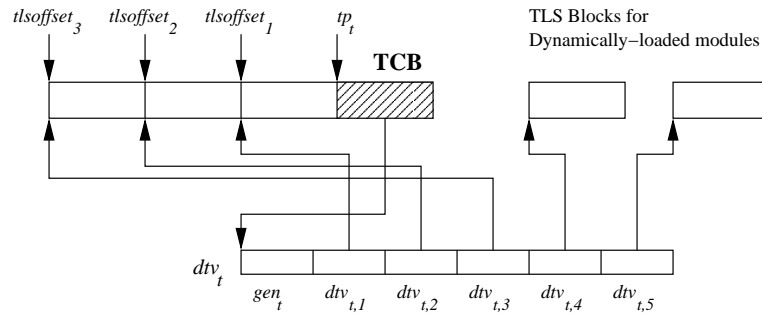 tlsoffset₃ tlsoffset₂ tlsoffset₁ tpₜ TLS Blocks for
Dynamically−loaded modules
TCB
dtvₜ
genₜ dtvₜ,₁ dtvₜ,₂ dtvₜ,₃ dtvₜ,₄ dtvₜ,₅